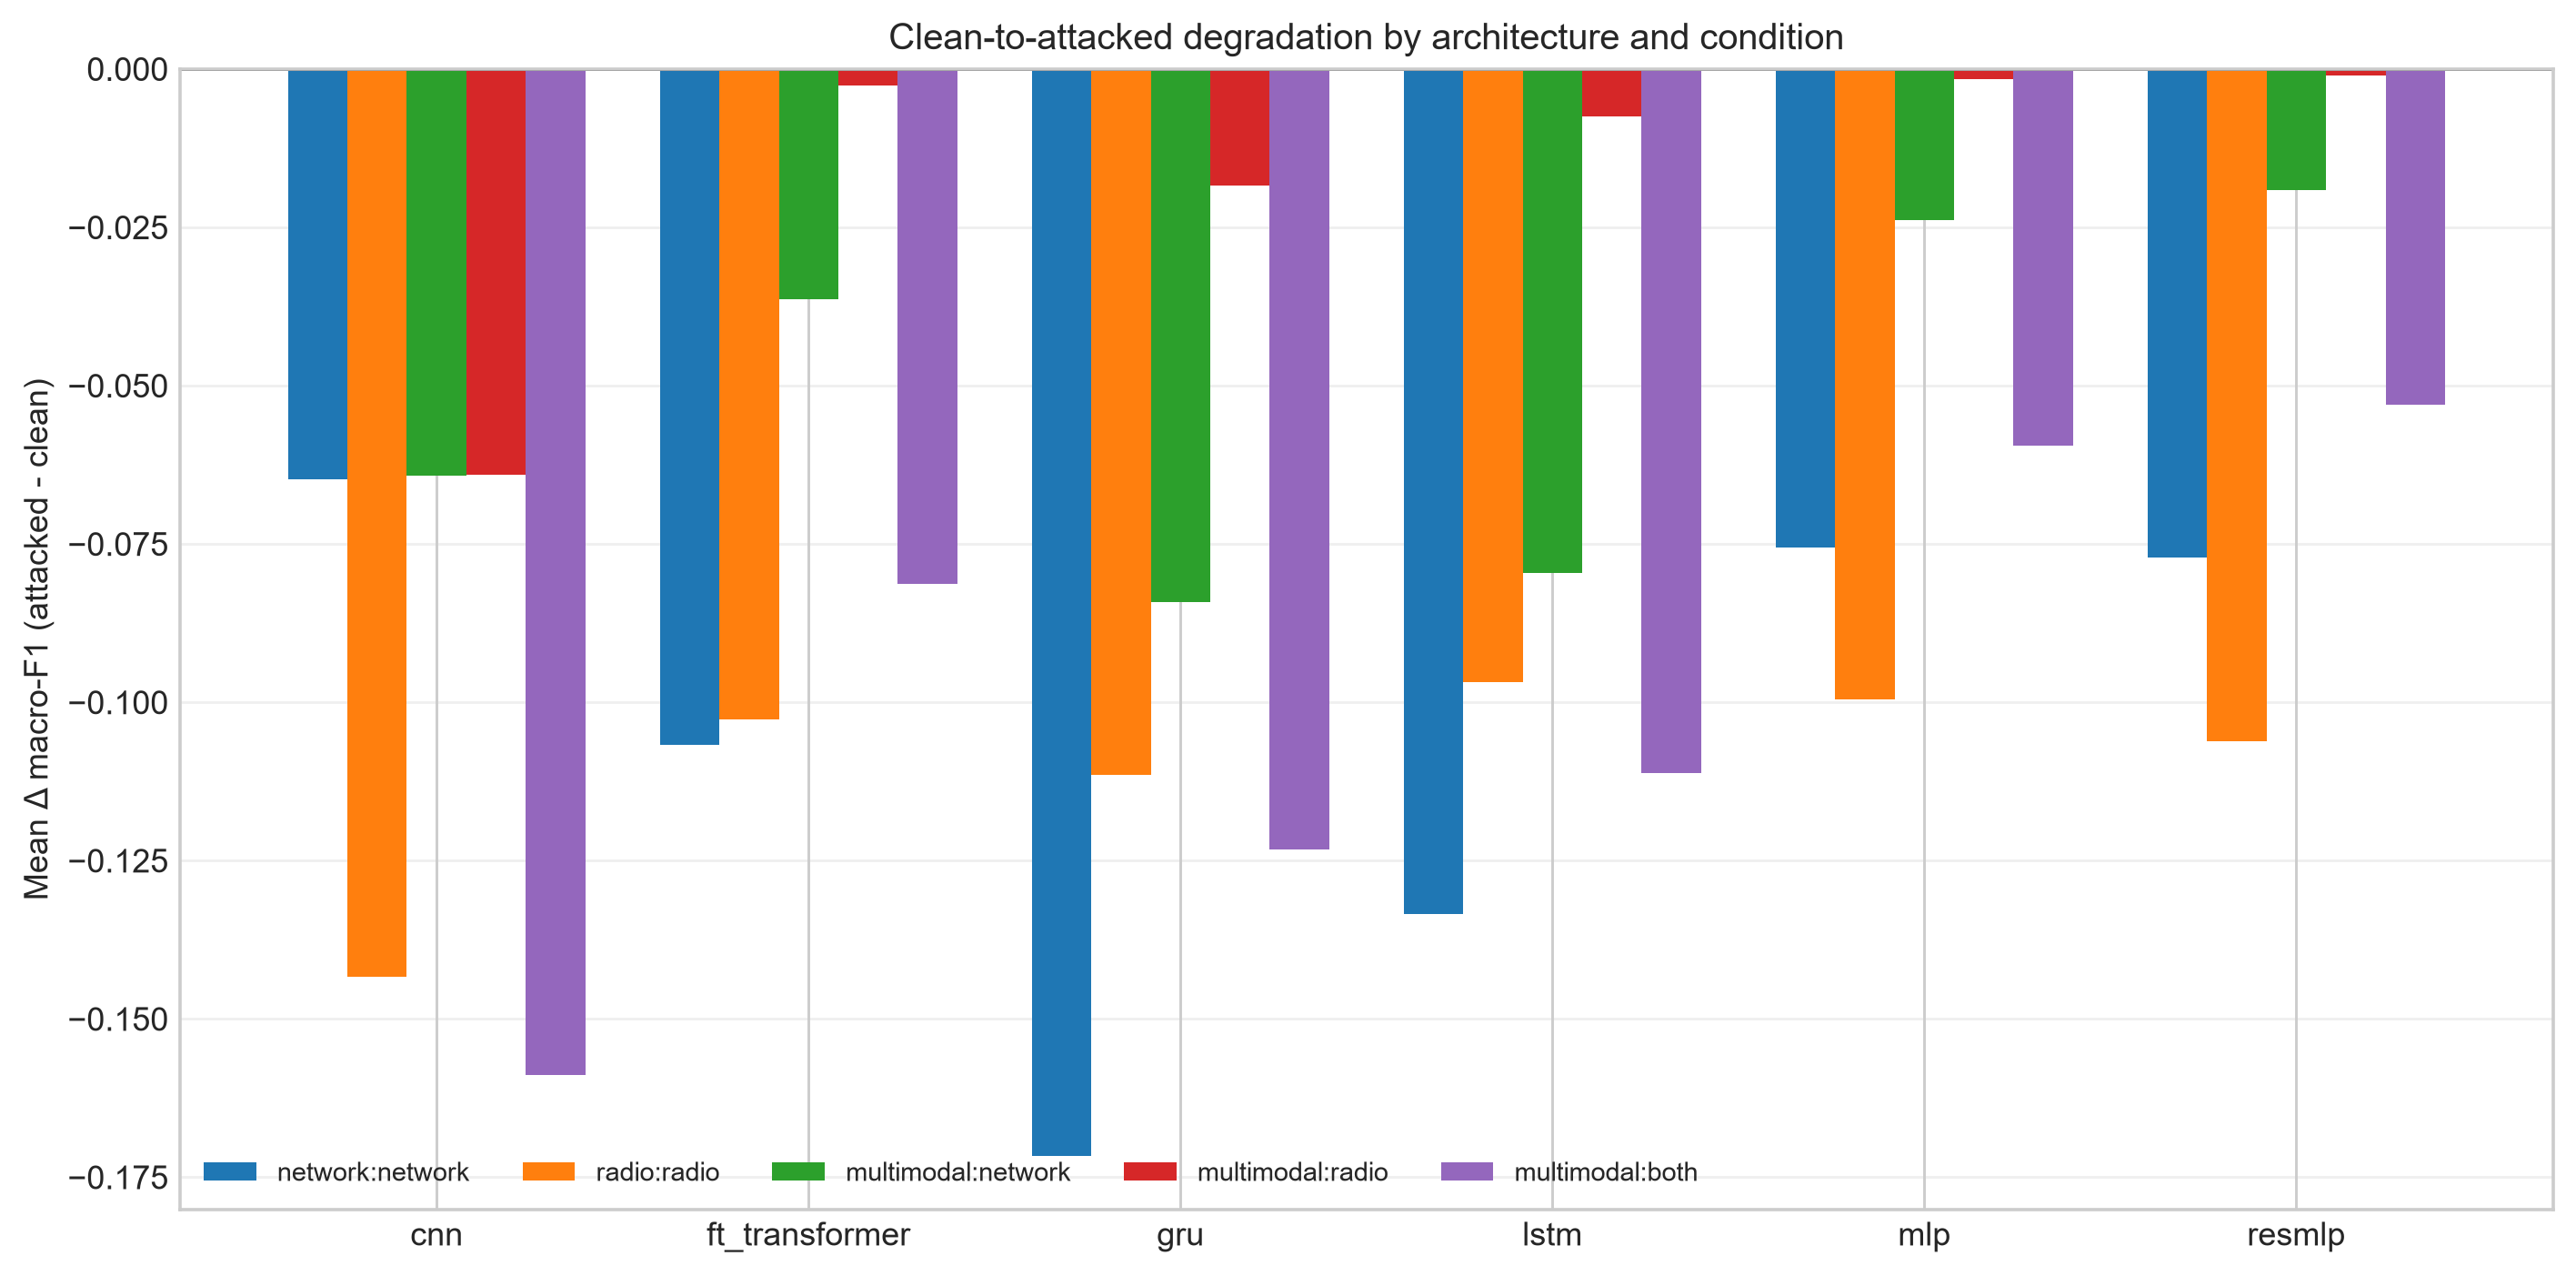 Clean-to-attacked degradation by architecture and condition
Mean Δ macro-F1 (attacked - clean)
0.000
−0.025
−0.050
−0.075
−0.100
−0.125
−0.150
−0.175
network:network radio:radio multimodal:network multimodal:radio multimodal:both
cnn ft_transformer gru lstm mlp resmlp